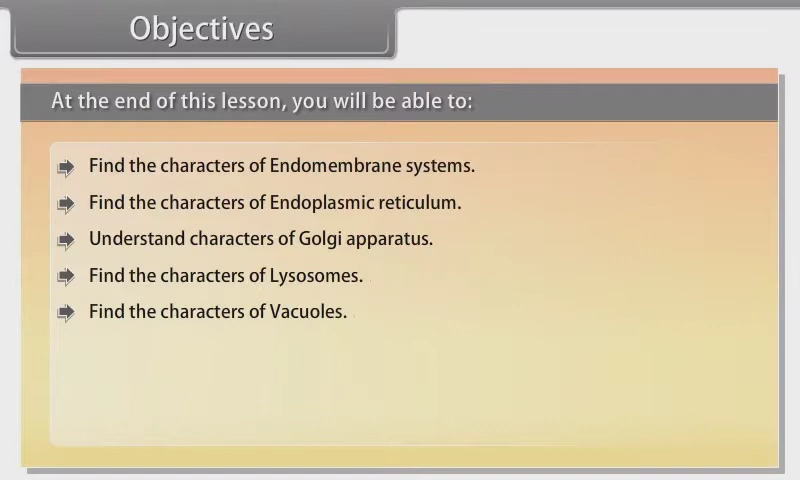 Objectives
At the end of this lesson, you will be able to:
Find the characters of Endomembrane systems.
Find the characters of Endoplasmic reticulum.
Understand characters of Golgi apparatus.
Find the characters of Lysosomes.
Find the characters of Vacuoles.